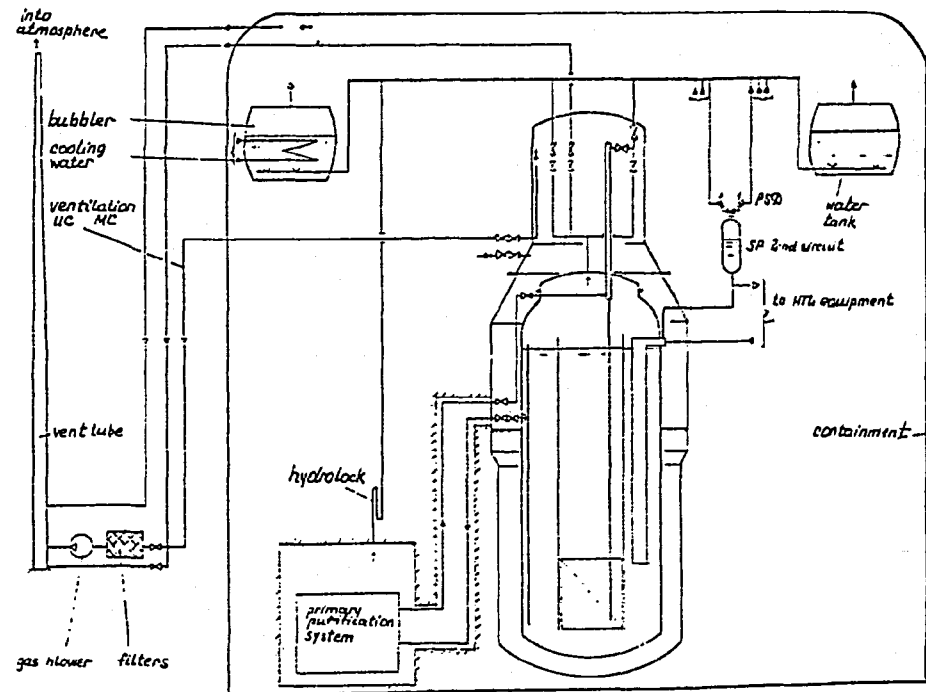 into
atmosphere
bubbler
cooling
water
ventilation
UC MC
PSD
water
tank
SP 2-nd circuit
to HTL equipment
vent tube
containment
hydrolock
primary
purification
system
gas blower
filters